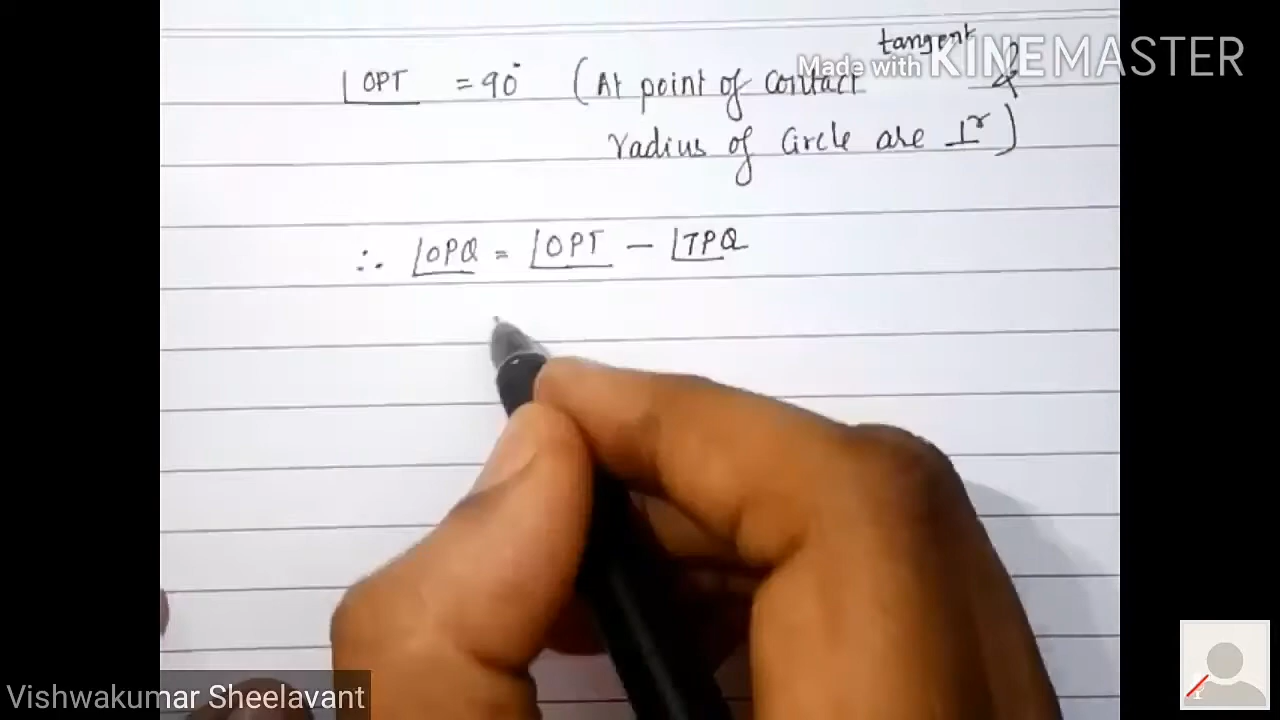 tangent
Made with KINEMASTER
∠OPT = 90° (At point of contact &
radius of Circle are ⊥r)
∴ ∠OPQ = ∠OPT - ∠TPQ
Vishwakumar Sheelavant